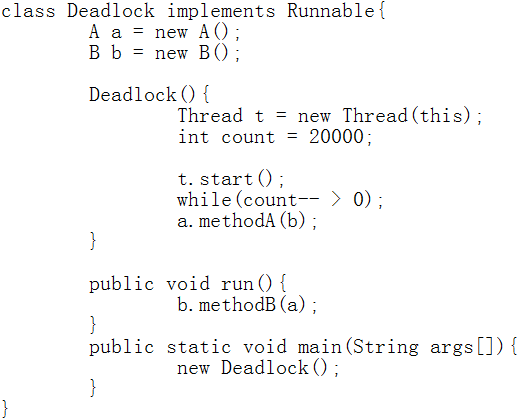 class Deadlock implements Runnable{
        A a = new A();
        B b = new B();

        Deadlock(){
                Thread t = new Thread(this);
                int count = 20000;

                t.start();
                while(count-- > 0);
                a.methodA(b);
        }

        public void run(){
                b.methodB(a);
        }
        public static void main(String args[]){
                new Deadlock();
        }
}